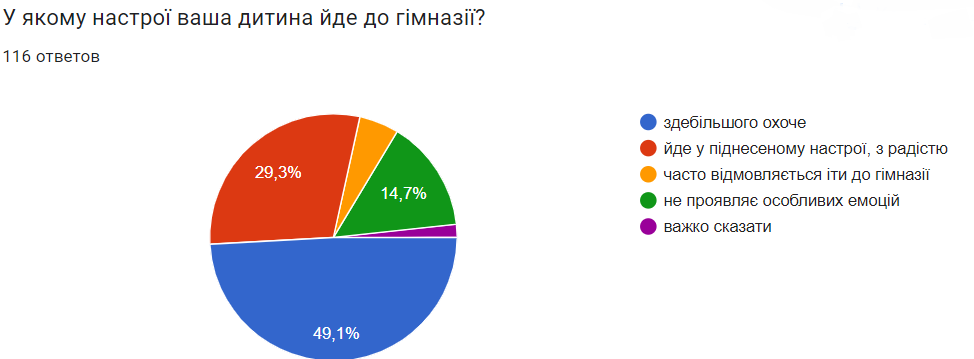 У якому настрої ваша дитина йде до гімназії?
116 ответов
29,3%
14,7%
49,1%
здебільшого охоче
йде у піднесеному настрої, з радістю
часто відмовляється іти до гімназії
не проявляє особливих емоцій
важко сказати